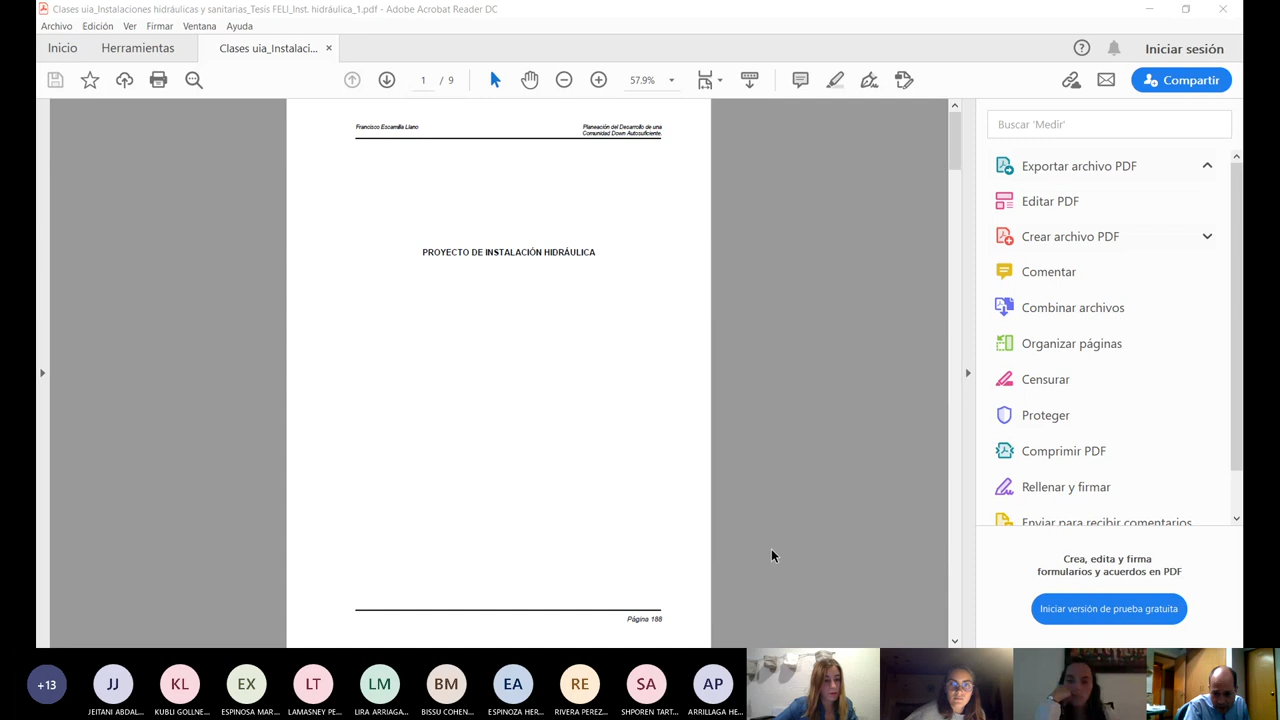 Clases uia_Instalaciones hidráulicas y sanitarias_Tesis FELI_Inst. hidráulica_1.pdf - Adobe Acrobat Reader DC
Archivo Edición Ver Firmar Ventana Ayuda
Inicio Herramientas Clases uia_Instalaci... × Iniciar sesión
1 / 9 57.9% Compartir
Francisco Escamilla Llano Planeación del Desarrollo de una
Comunidad Down Autosuficiente.
PROYECTO DE INSTALACIÓN HIDRÁULICA
Página 188
Buscar 'Medir'
Exportar archivo PDF
Editar PDF
Crear archivo PDF
Comentar
Combinar archivos
Organizar páginas
Censurar
Proteger
Comprimir PDF
Rellenar y firmar
Enviar para recibir comentarios
Crea, edita y firma
formularios y acuerdos en PDF
Iniciar versión de prueba gratuita
+13 JJ KL EX LT LM BM EA RE SA AP
JEITANI ABDAL... KUBLI GOLLNE... ESPINOSA MAR... LAMASNEY PE... LIRA ARRIAGA... BISSU COHEN... ESPINOZA HER... RIVERA PEREZ... SHPOREN TART... ARRILLAGA HE...